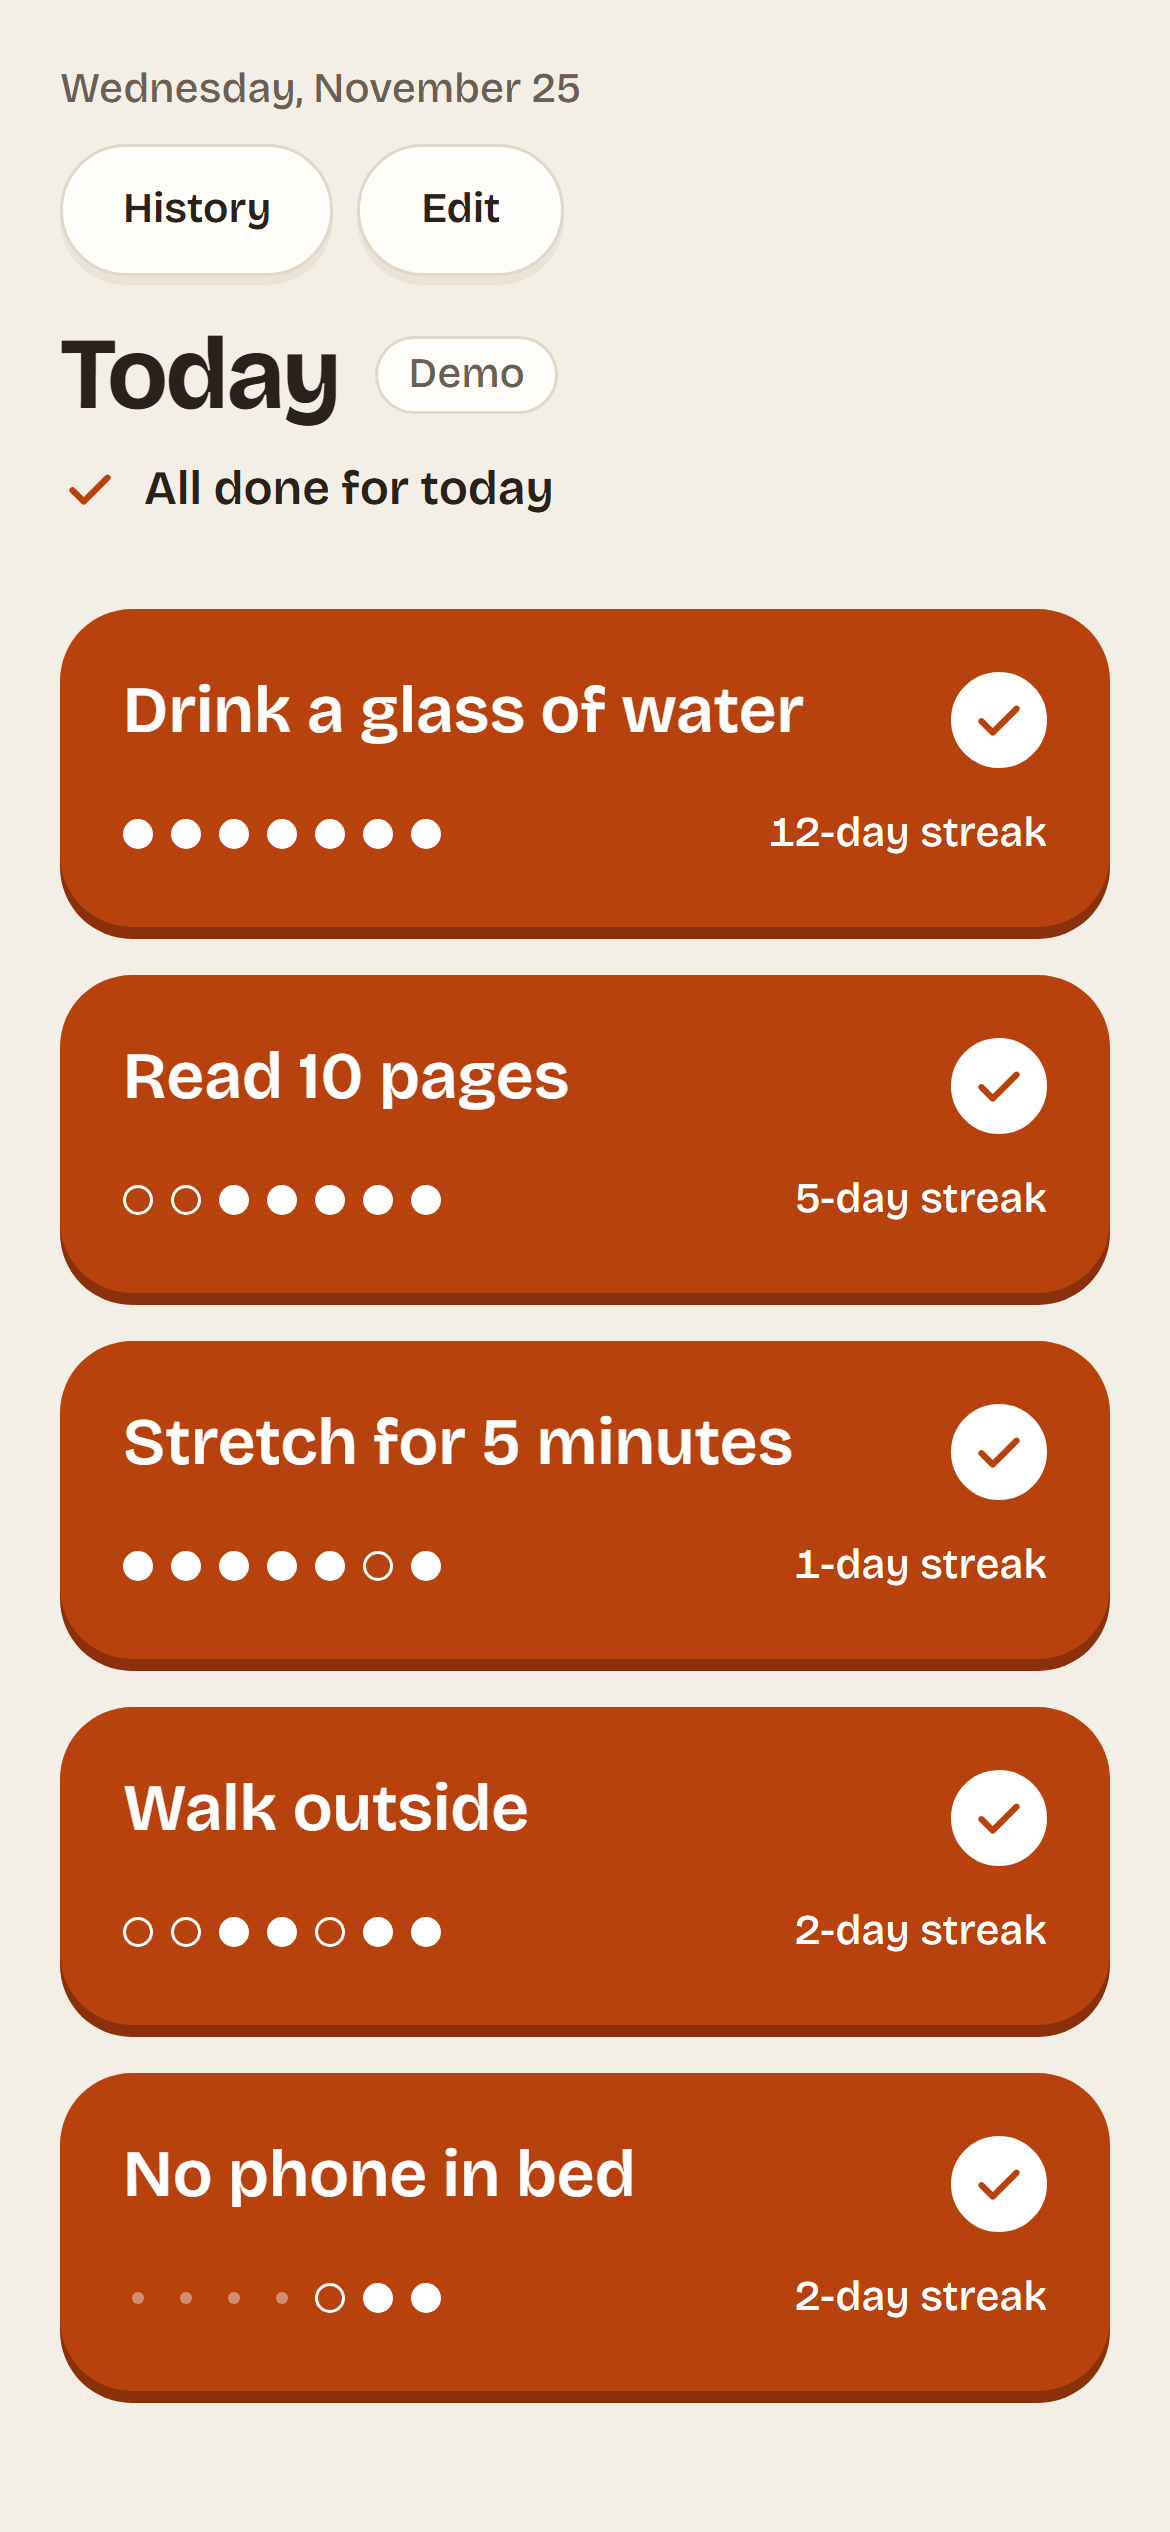 Wednesday, November 25
History
Edit
Today
Demo
All done for today
Drink a glass of water
12-day streak
Read 10 pages
5-day streak
Stretch for 5 minutes
1-day streak
Walk outside
2-day streak
No phone in bed
2-day streak